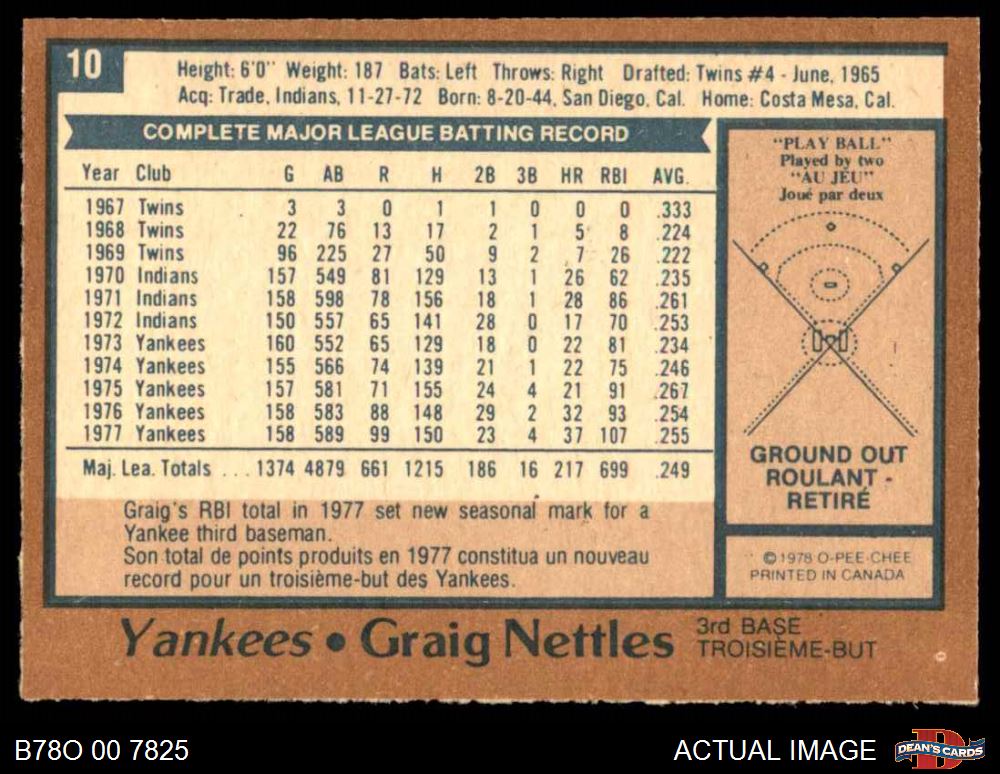 10
Height: 6'0" Weight: 187 Bats: Left Throws: Right Drafted: Twins #4 - June, 1965
Acq: Trade, Indians, 11-27-72 Born: 8-20-44, San Diego, Cal. Home: Costa Mesa, Cal.
COMPLETE MAJOR LEAGUE BATTING RECORD
Year Club G AB R H 2B 3B HR RBI AVG.
1967 Twins 3 3 0 1 1 0 0 0 .333
1968 Twins 22 76 13 17 2 1 5 8 .224
1969 Twins 96 225 27 50 9 2 7 26 .222
1970 Indians 157 549 81 129 13 1 26 62 .235
1971 Indians 158 598 78 156 18 1 28 86 .261
1972 Indians 150 557 65 141 28 0 17 70 .253
1973 Yankees 160 552 65 129 18 0 22 81 .234
1974 Yankees 155 566 74 139 21 1 22 75 .246
1975 Yankees 157 581 71 155 24 4 21 91 .267
1976 Yankees 158 583 88 148 29 2 32 93 .254
1977 Yankees 158 589 99 150 23 4 37 107 .255
Maj. Lea. Totals ... 1374 4879 661 1215 186 16 217 699 .249
Graig's RBI total in 1977 set new seasonal mark for a
Yankee third baseman.
Son total de points produits en 1977 constitua un nouveau
record pour un troisième-but des Yankees.
"PLAY BALL"
Played by two
"AU JEU"
Joué par deux
GROUND OUT
ROULANT -
RETIRÉ
© 1978 O-PEE-CHEE
PRINTED IN CANADA
Yankees • Graig Nettles
3rd BASE
TROISIÈME-BUT
B78O 00 7825
ACTUAL IMAGE
D
DEAN'S CARDS